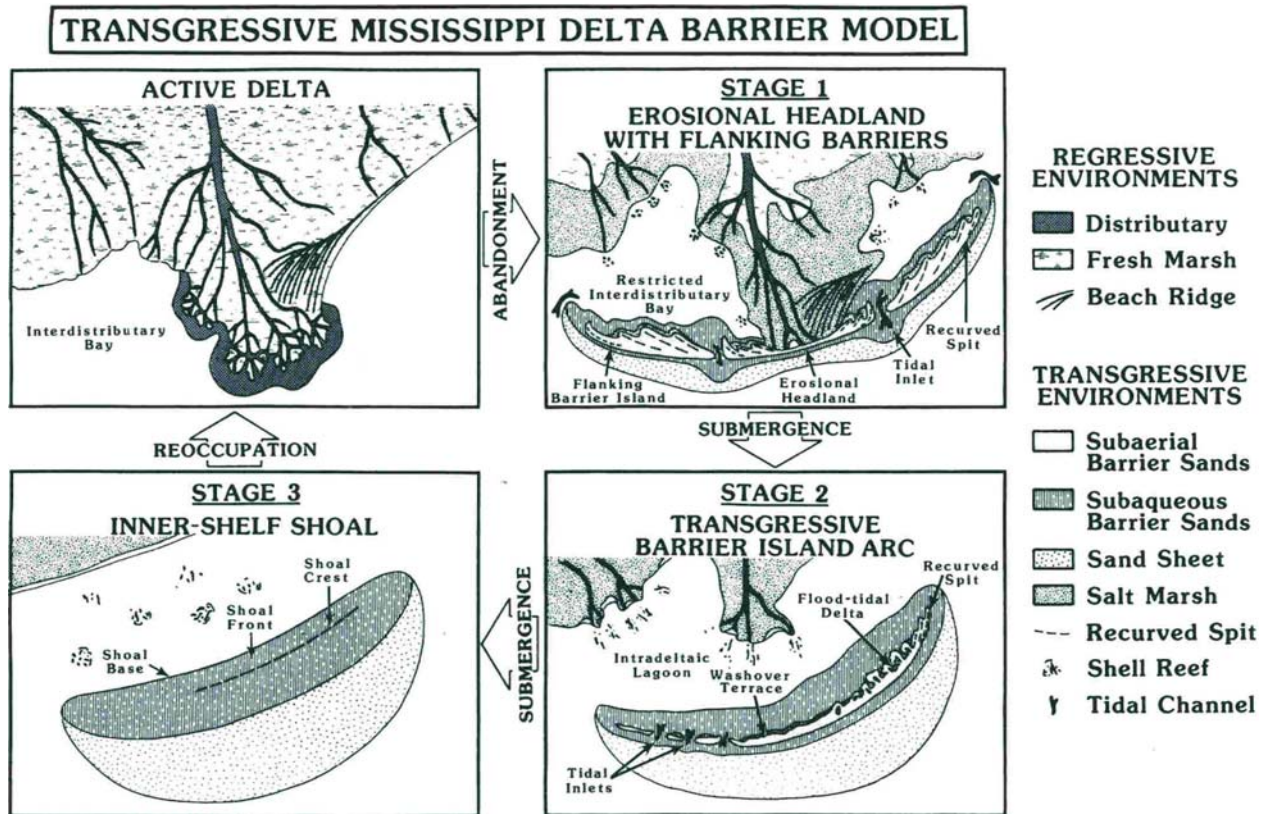 TRANSGRESSIVE MISSISSIPPI DELTA BARRIER MODEL
ACTIVE DELTA
Interdistributary
Bay
ABANDONMENT
STAGE 1
EROSIONAL HEADLAND
WITH FLANKING BARRIERS
Restricted
Interdistributary
Bay
Flanking
Barrier Island
Erosional
Headland
Tidal
Inlet
Recurved
Spit
SUBMERGENCE
REOCCUPATION
STAGE 3
INNER-SHELF SHOAL
Shoal
Crest
Shoal
Front
Shoal
Base
SUBMERGENCE
STAGE 2
TRANSGRESSIVE
BARRIER ISLAND ARC
Recurved
Spit
Flood-tidal
Delta
Intradeltaic
Lagoon
Washover
Terrace
Tidal
Inlets
REGRESSIVE
ENVIRONMENTS
Distributary
Fresh Marsh
Beach Ridge
TRANSGRESSIVE
ENVIRONMENTS
Subaerial
Barrier Sands
Subaqueous
Barrier Sands
Sand Sheet
Salt Marsh
Recurved Spit
Shell Reef
Tidal Channel